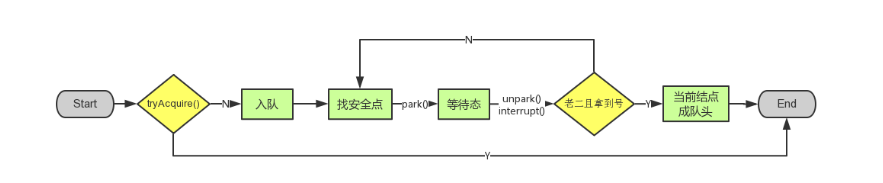 N
Start
tryAcquire()
N
入队
找安全点
park()
等待态
unpark()
interrupt()
老二且拿到号
Y
当前结点
成队头
End
Y